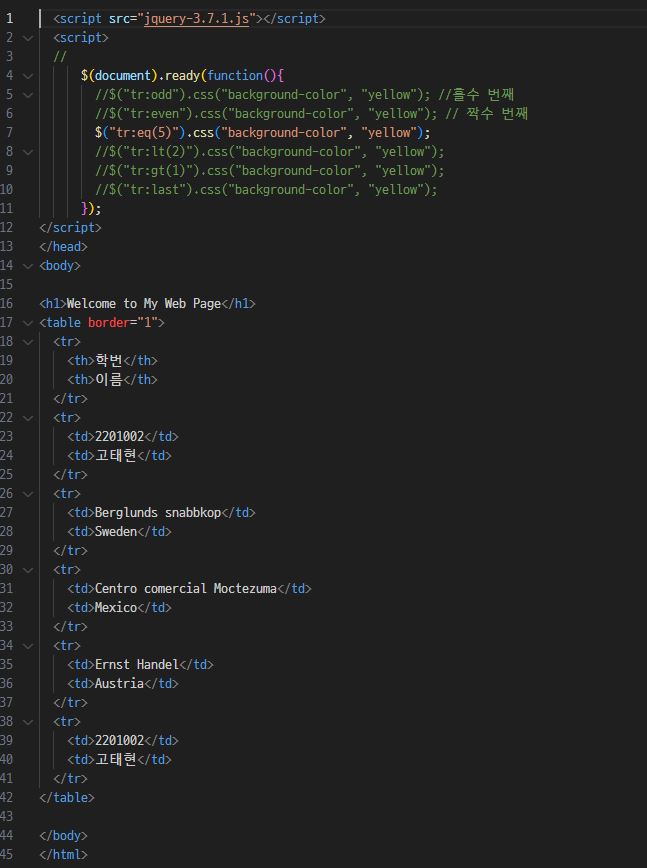 1 <script src="jquery-3.7.1.js"></script>
2 <script>
3 //
4 $(document).ready(function(){
5 //$("tr:odd").css("background-color", "yellow"); //홀수 번째
6 //$("tr:even").css("background-color", "yellow"); // 짝수 번째
7 $("tr:eq(5)").css("background-color", "yellow");
8 //$("tr:lt(2)").css("background-color", "yellow");
9 //$("tr:gt(1)").css("background-color", "yellow");
10 //$("tr:last").css("background-color", "yellow");
11 });
12 </script>
13 </head>
14 <body>
15
16 <h1>Welcome to My Web Page</h1>
17 <table border="1">
18 <tr>
19 <th>학번</th>
20 <th>이름</th>
21 </tr>
22 <tr>
23 <td>2201002</td>
24 <td>고태현</td>
25 </tr>
26 <tr>
27 <td>Berglunds snabbkop</td>
28 <td>Sweden</td>
29 </tr>
30 <tr>
31 <td>Centro comercial Moctezuma</td>
32 <td>Mexico</td>
33 </tr>
34 <tr>
35 <td>Ernst Handel</td>
36 <td>Austria</td>
37 </tr>
38 <tr>
39 <td>2201002</td>
40 <td>고태현</td>
41 </tr>
42 </table>
43
44 </body>
45 </html>